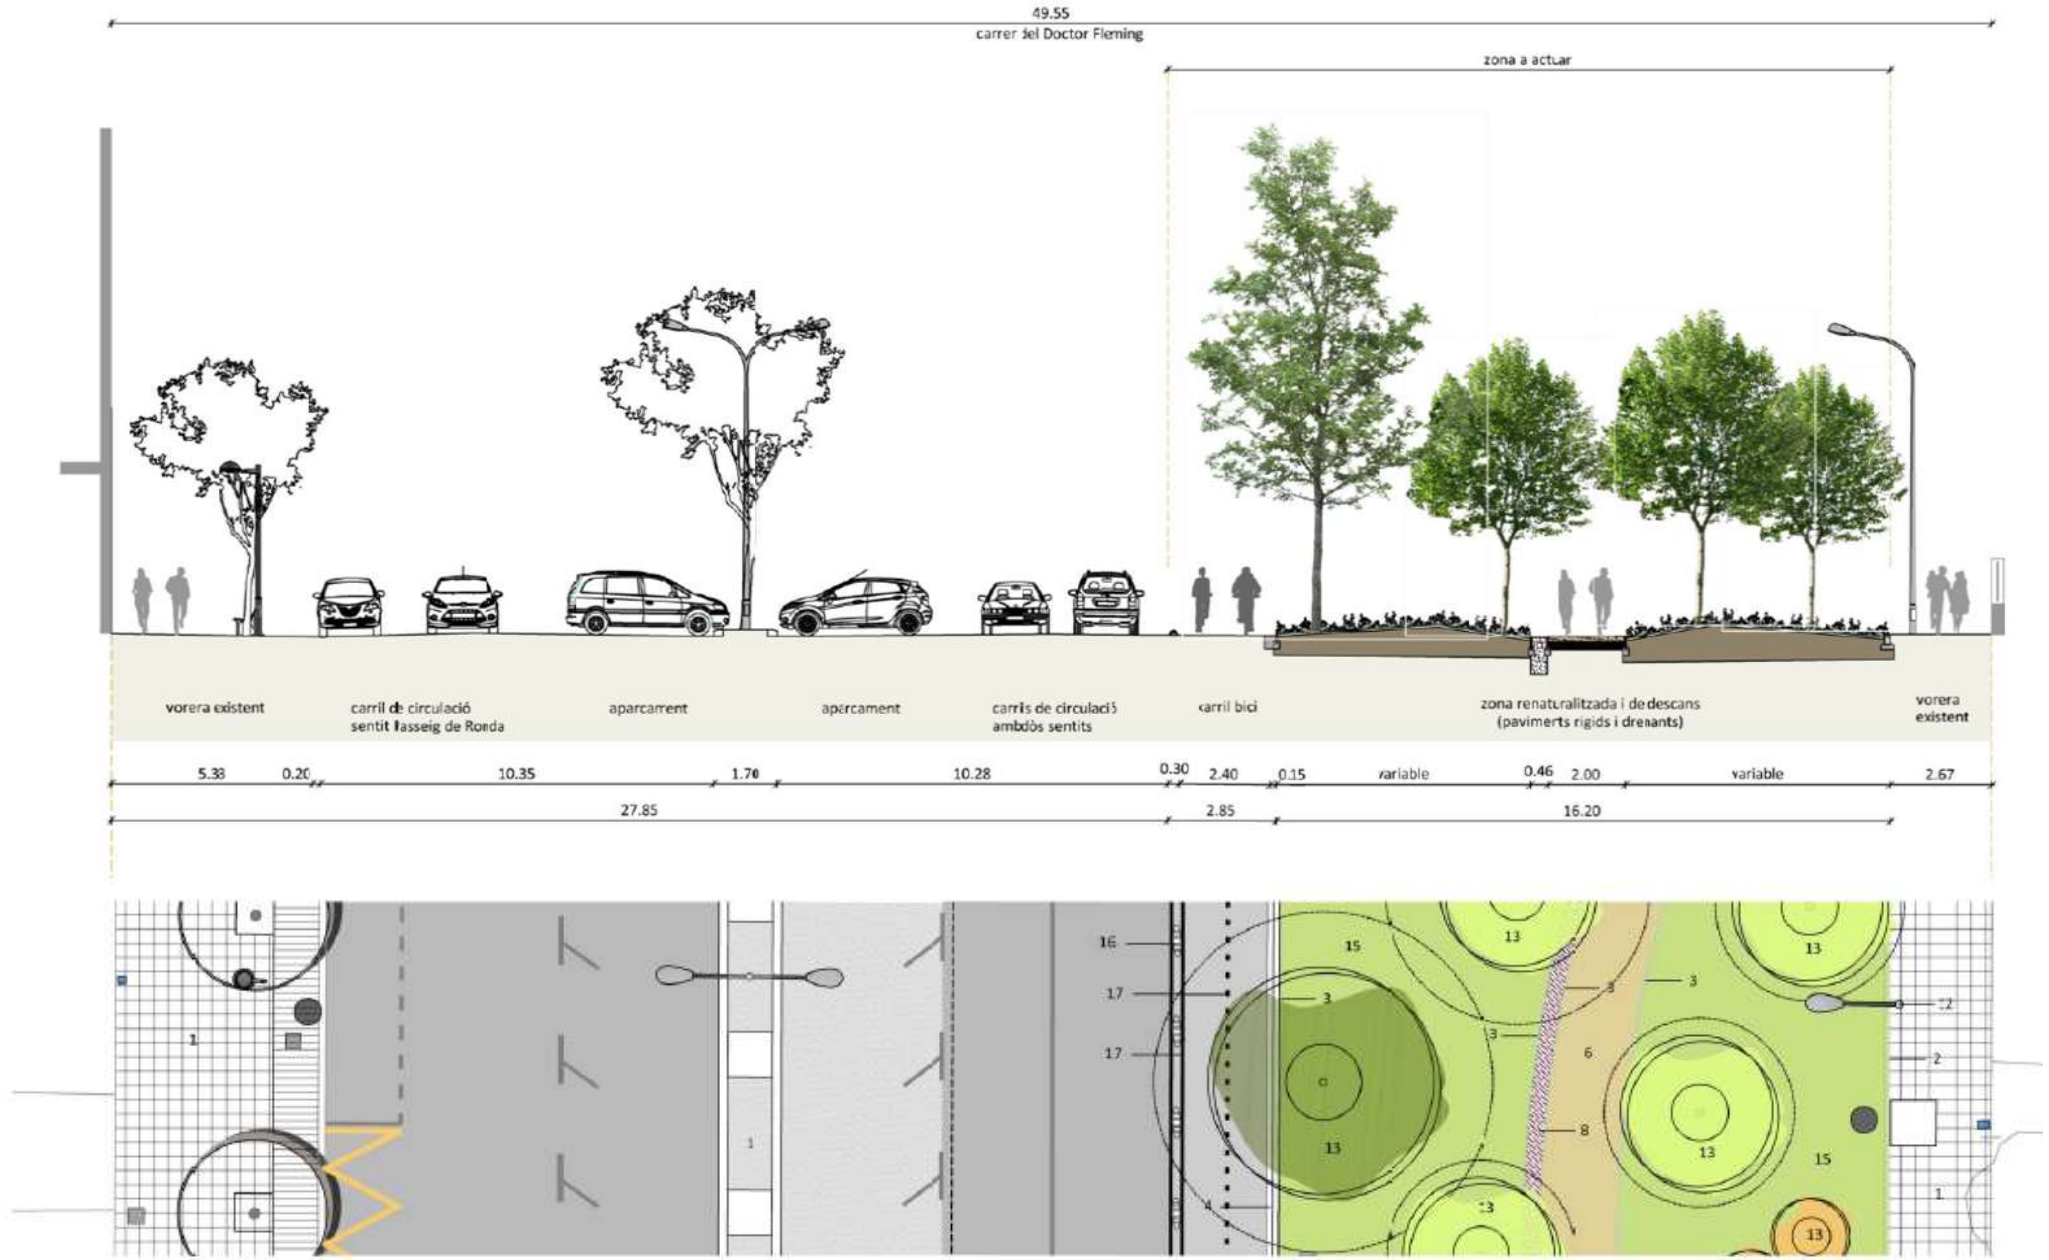 49.55
carrer del Doctor Fleming
zona a actuar
vorera existent
carril de circulació
sentit Passeig de Ronda
aparcament
aparcament
carrils de circulació
ambdòs sentits
carril bici
zona renaturalitzada i de descans
(paviments rigids i drenants)
vorera
existent
5.38 0.20 10.35 1.70 10.28 0.30 2.40 0.15 variable 0.46 2.00 variable 2.67
27.85 2.85 16.20
13
16 15 13
3 3
17 3 12
1 3
17 6 2
8
1 13 13 15
1
4 13
13